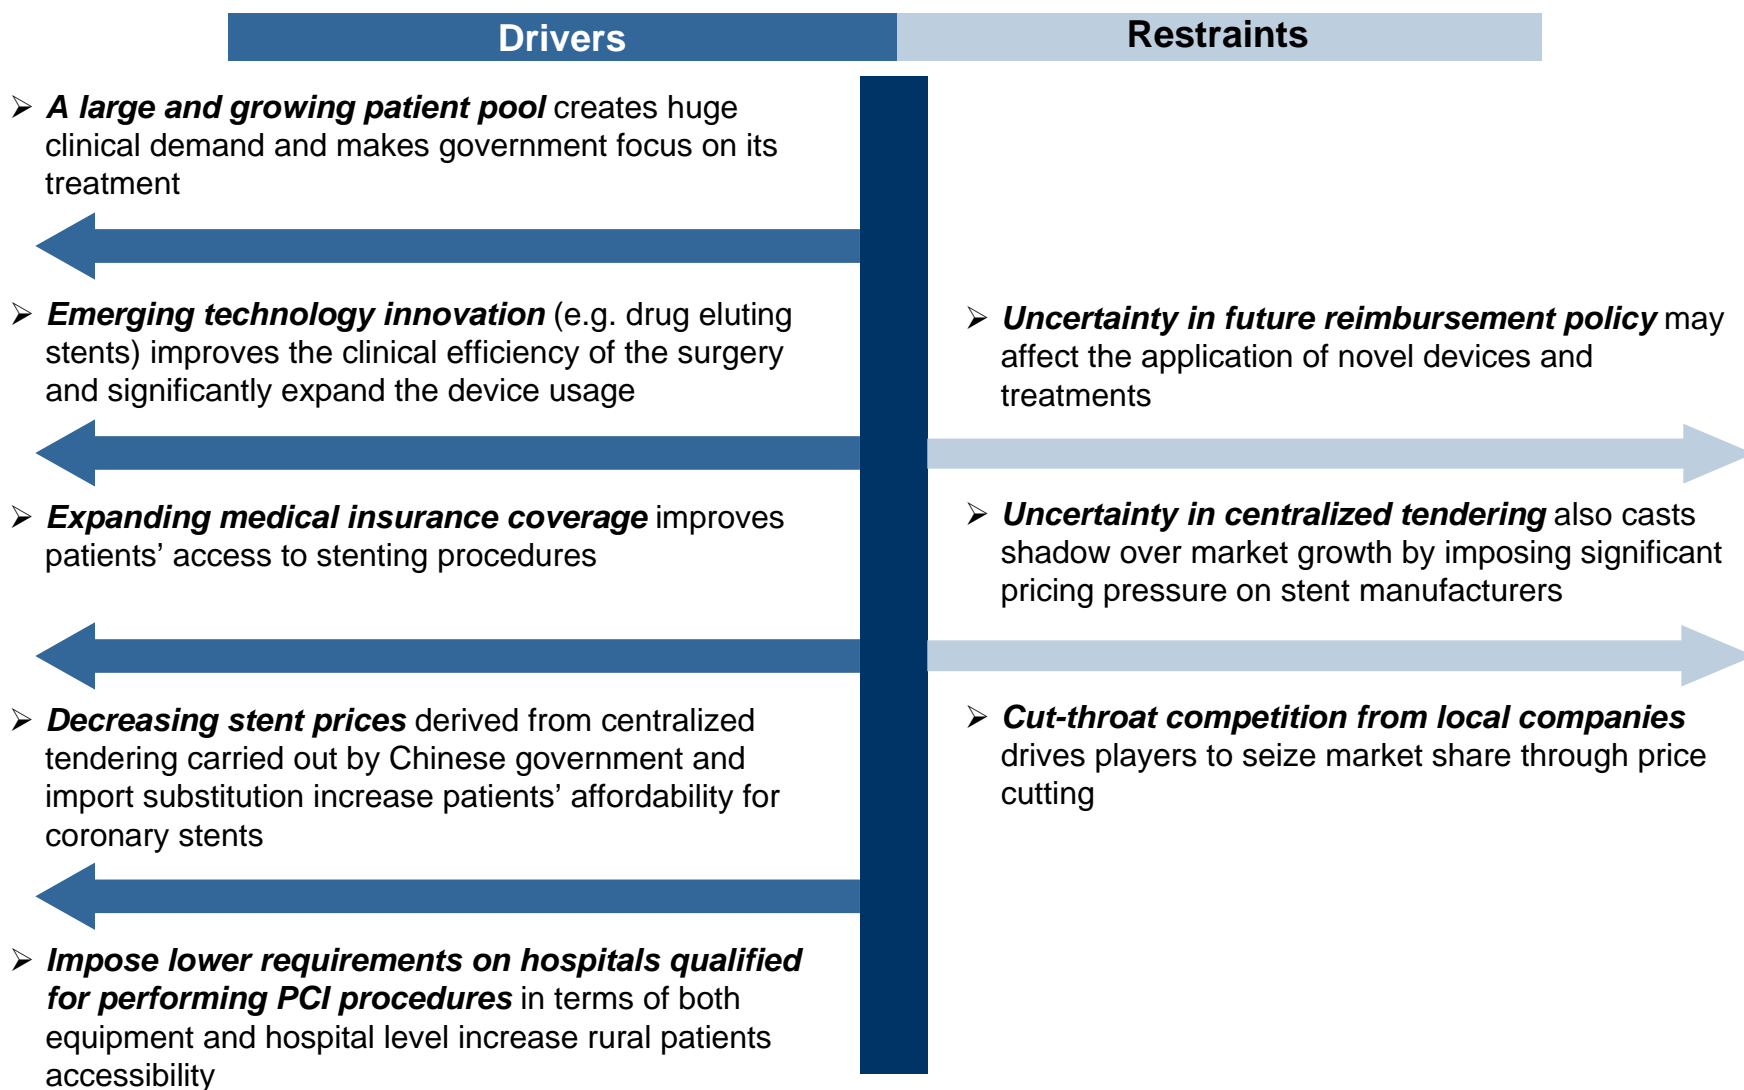 Drivers
Restraints
➢ A large and growing patient pool creates huge
clinical demand and makes government focus on its
treatment
➢ Emerging technology innovation (e.g. drug eluting
stents) improves the clinical efficiency of the surgery
and significantly expand the device usage
➢ Expanding medical insurance coverage improves
patients’ access to stenting procedures
➢ Decreasing stent prices derived from centralized
tendering carried out by Chinese government and
import substitution increase patients’ affordability for
coronary stents
➢ Impose lower requirements on hospitals qualified
for performing PCI procedures in terms of both
equipment and hospital level increase rural patients
accessibility
➢ Uncertainty in future reimbursement policy may
affect the application of novel devices and
treatments
➢ Uncertainty in centralized tendering also casts
shadow over market growth by imposing significant
pricing pressure on stent manufacturers
➢ Cut-throat competition from local companies
drives players to seize market share through price
cutting